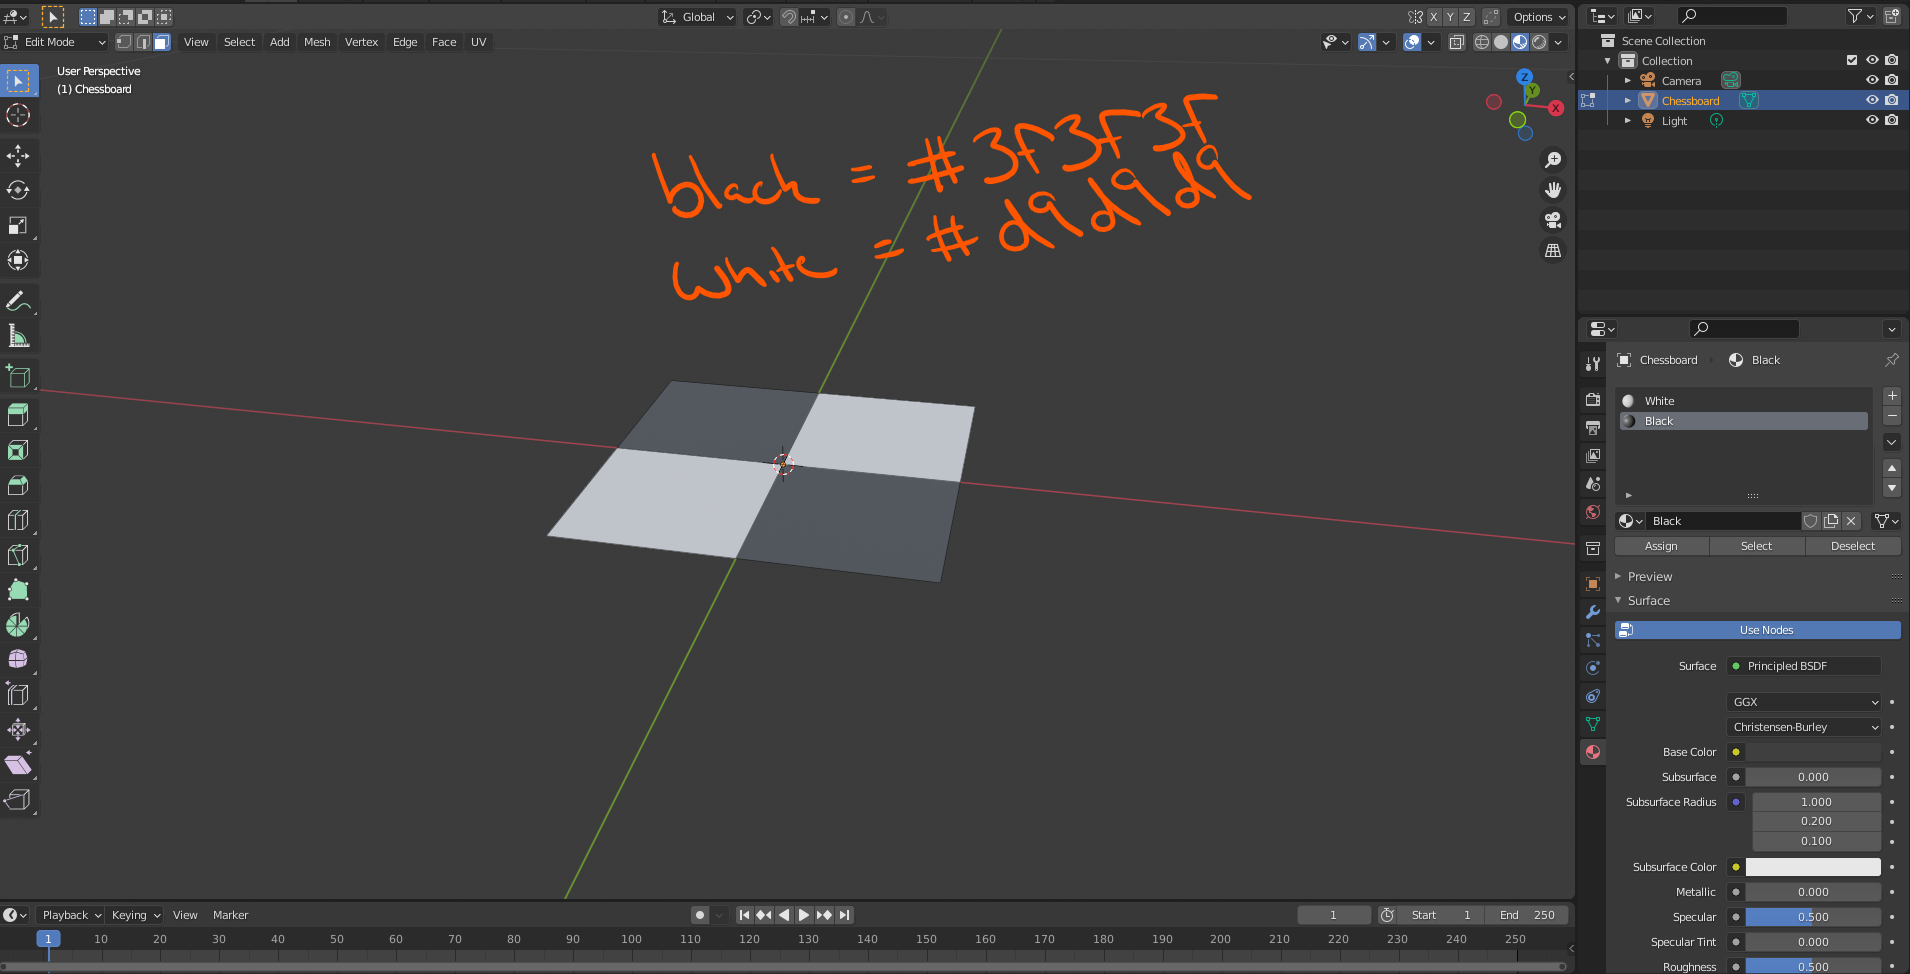 Global
X Y Z
Options
Edit Mode
View Select Add Mesh Vertex Edge Face UV
User Perspective
(1) Chessboard
black = #3f3f3f
white = #d9d9d9
Z
Y
X
Scene Collection
Collection
Camera
Chessboard
Light
Chessboard Black
White
Black
Black
Assign Select Deselect
Preview
Surface
Use Nodes
Surface Principled BSDF
GGX
Christensen-Burley
Base Color
Subsurface 0.000
Subsurface Radius 1.000
0.200
0.100
Subsurface Color
Metallic 0.000
Specular 0.500
Specular Tint 0.000
Roughness 0.500
Playback Keying View Marker
1 Start 1 End 250
1 10 20 30 40 50 60 70 80 90 100 110 120 130 140 150 160 170 180 190 200 210 220 230 240 250